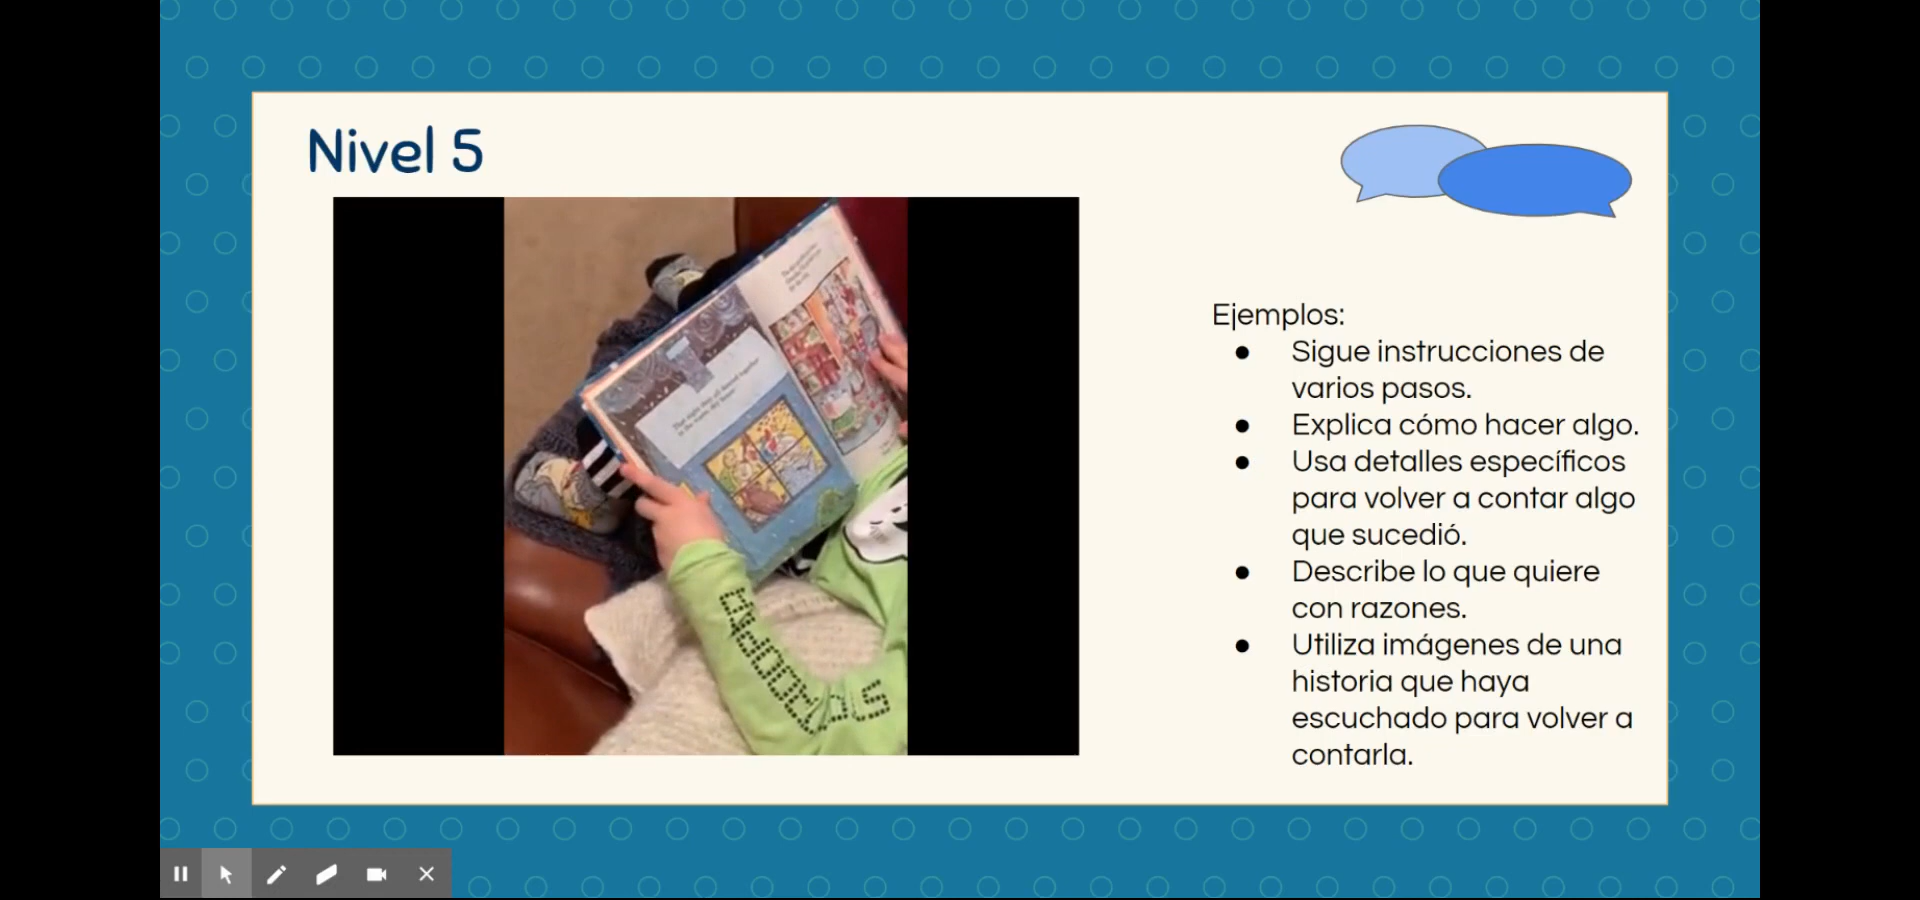 Nivel 5
Ejemplos:
● Sigue instrucciones de
varios pasos.
● Explica cómo hacer algo.
● Usa detalles específicos
para volver a contar algo
que sucedió.
● Describe lo que quiere
con razones.
● Utiliza imágenes de una
historia que haya
escuchado para volver a
contarla.